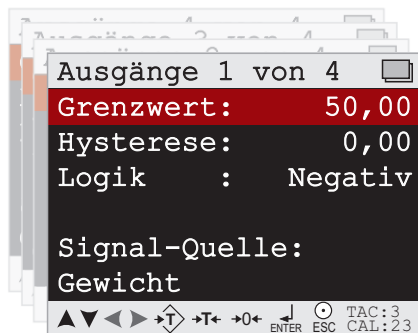 Ausgänge 1 von 4
Grenzwert: 50,00
Hysterese: 0,00
Logik : Negativ
Signal-Quelle:
Gewicht
T →T← →0← ENTER ESC TAC:3
CAL:23